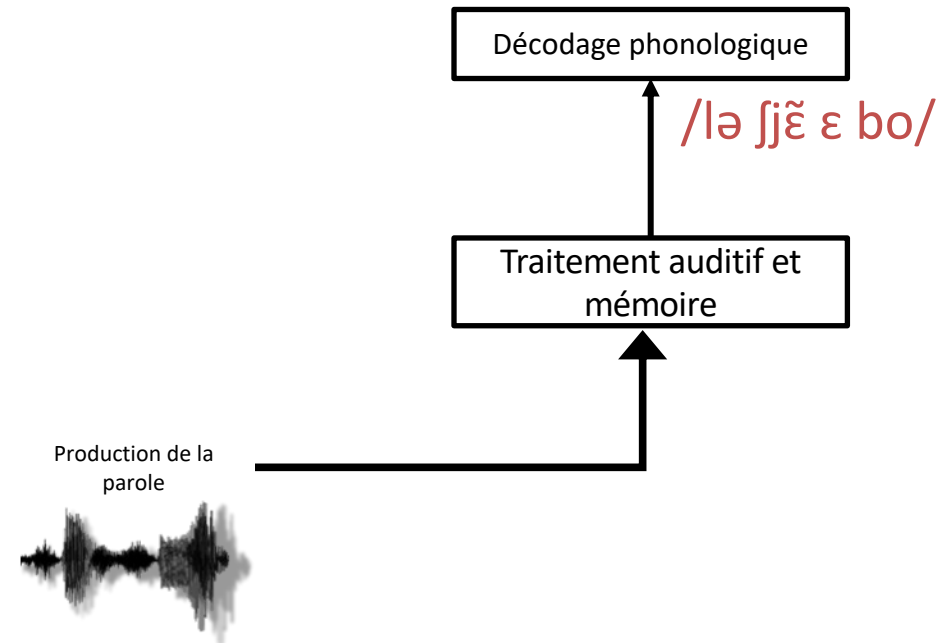 Décodage phonologique
/lə ʃjɛ̃ ɛ bo/
Traitement auditif et
mémoire
Production de la
parole